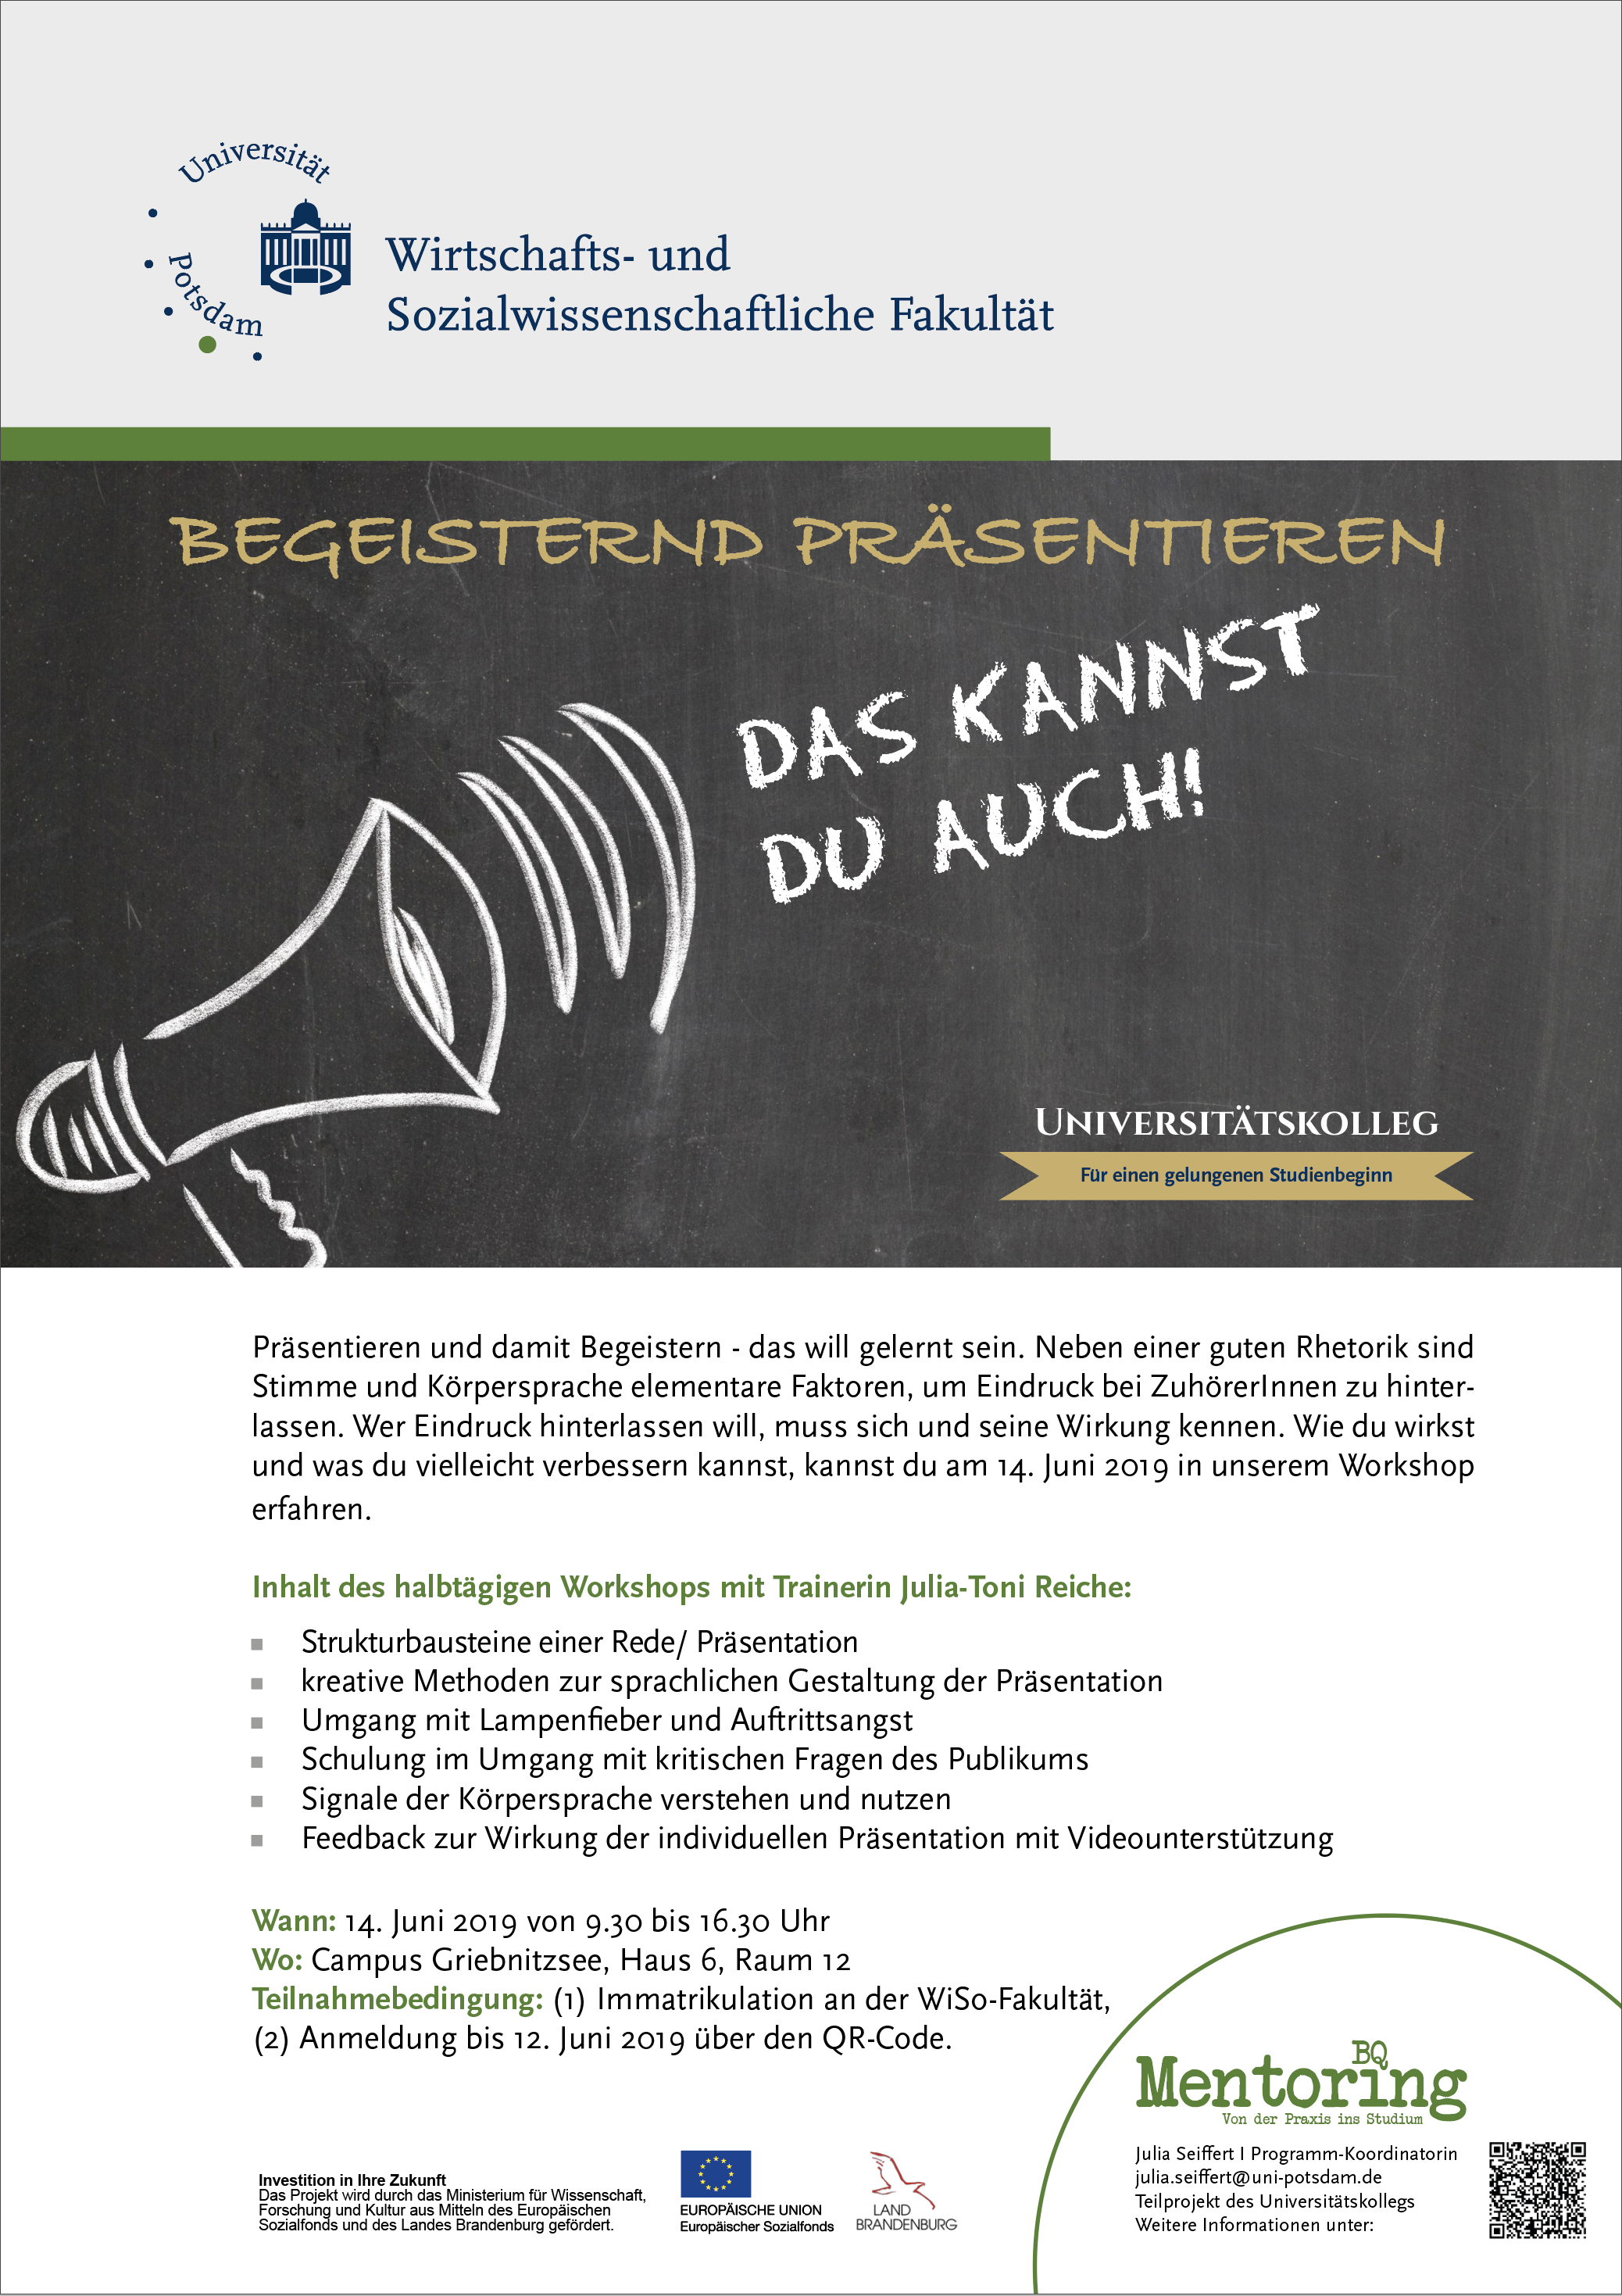 Universität
Potsdam
Wirtschafts- und
Sozialwissenschaftliche Fakultät
BEGEISTERND PRÄSENTIEREN
DAS KANNST
DU AUCH!
UNIVERSITÄTSKOLLEG
Für einen gelungenen Studienbeginn
Präsentieren und damit Begeistern - das will gelernt sein. Neben einer guten Rhetorik sind
Stimme und Körpersprache elementare Faktoren, um Eindruck bei ZuhörerInnen zu hinter-
lassen. Wer Eindruck hinterlassen will, muss sich und seine Wirkung kennen. Wie du wirkst
und was du vielleicht verbessern kannst, kannst du am 14. Juni 2019 in unserem Workshop
erfahren.
Inhalt des halbtägigen Workshops mit Trainerin Julia-Toni Reiche:
Strukturbausteine einer Rede/ Präsentation
kreative Methoden zur sprachlichen Gestaltung der Präsentation
Umgang mit Lampenfieber und Auftrittsangst
Schulung im Umgang mit kritischen Fragen des Publikums
Signale der Körpersprache verstehen und nutzen
Feedback zur Wirkung der individuellen Präsentation mit Videounterstützung
Wann: 14. Juni 2019 von 9.30 bis 16.30 Uhr
Wo: Campus Griebnitzsee, Haus 6, Raum 12
Teilnahmebedingung: (1) Immatrikulation an der WiSo-Fakultät,
(2) Anmeldung bis 12. Juni 2019 über den QR-Code.
Investition in Ihre Zukunft
Das Projekt wird durch das Ministerium für Wissenschaft,
Forschung und Kultur aus Mitteln des Europäischen
Sozialfonds und des Landes Brandenburg gefördert.
EUROPÄISCHE UNION
Europäischer Sozialfonds
LAND
BRANDENBURG
BQ
Mentoring
Von der Praxis ins Studium
Julia Seiffert I Programm-Koordinatorin
julia.seiffert@uni-potsdam.de
Teilprojekt des Universitätskollegs
Weitere Informationen unter: